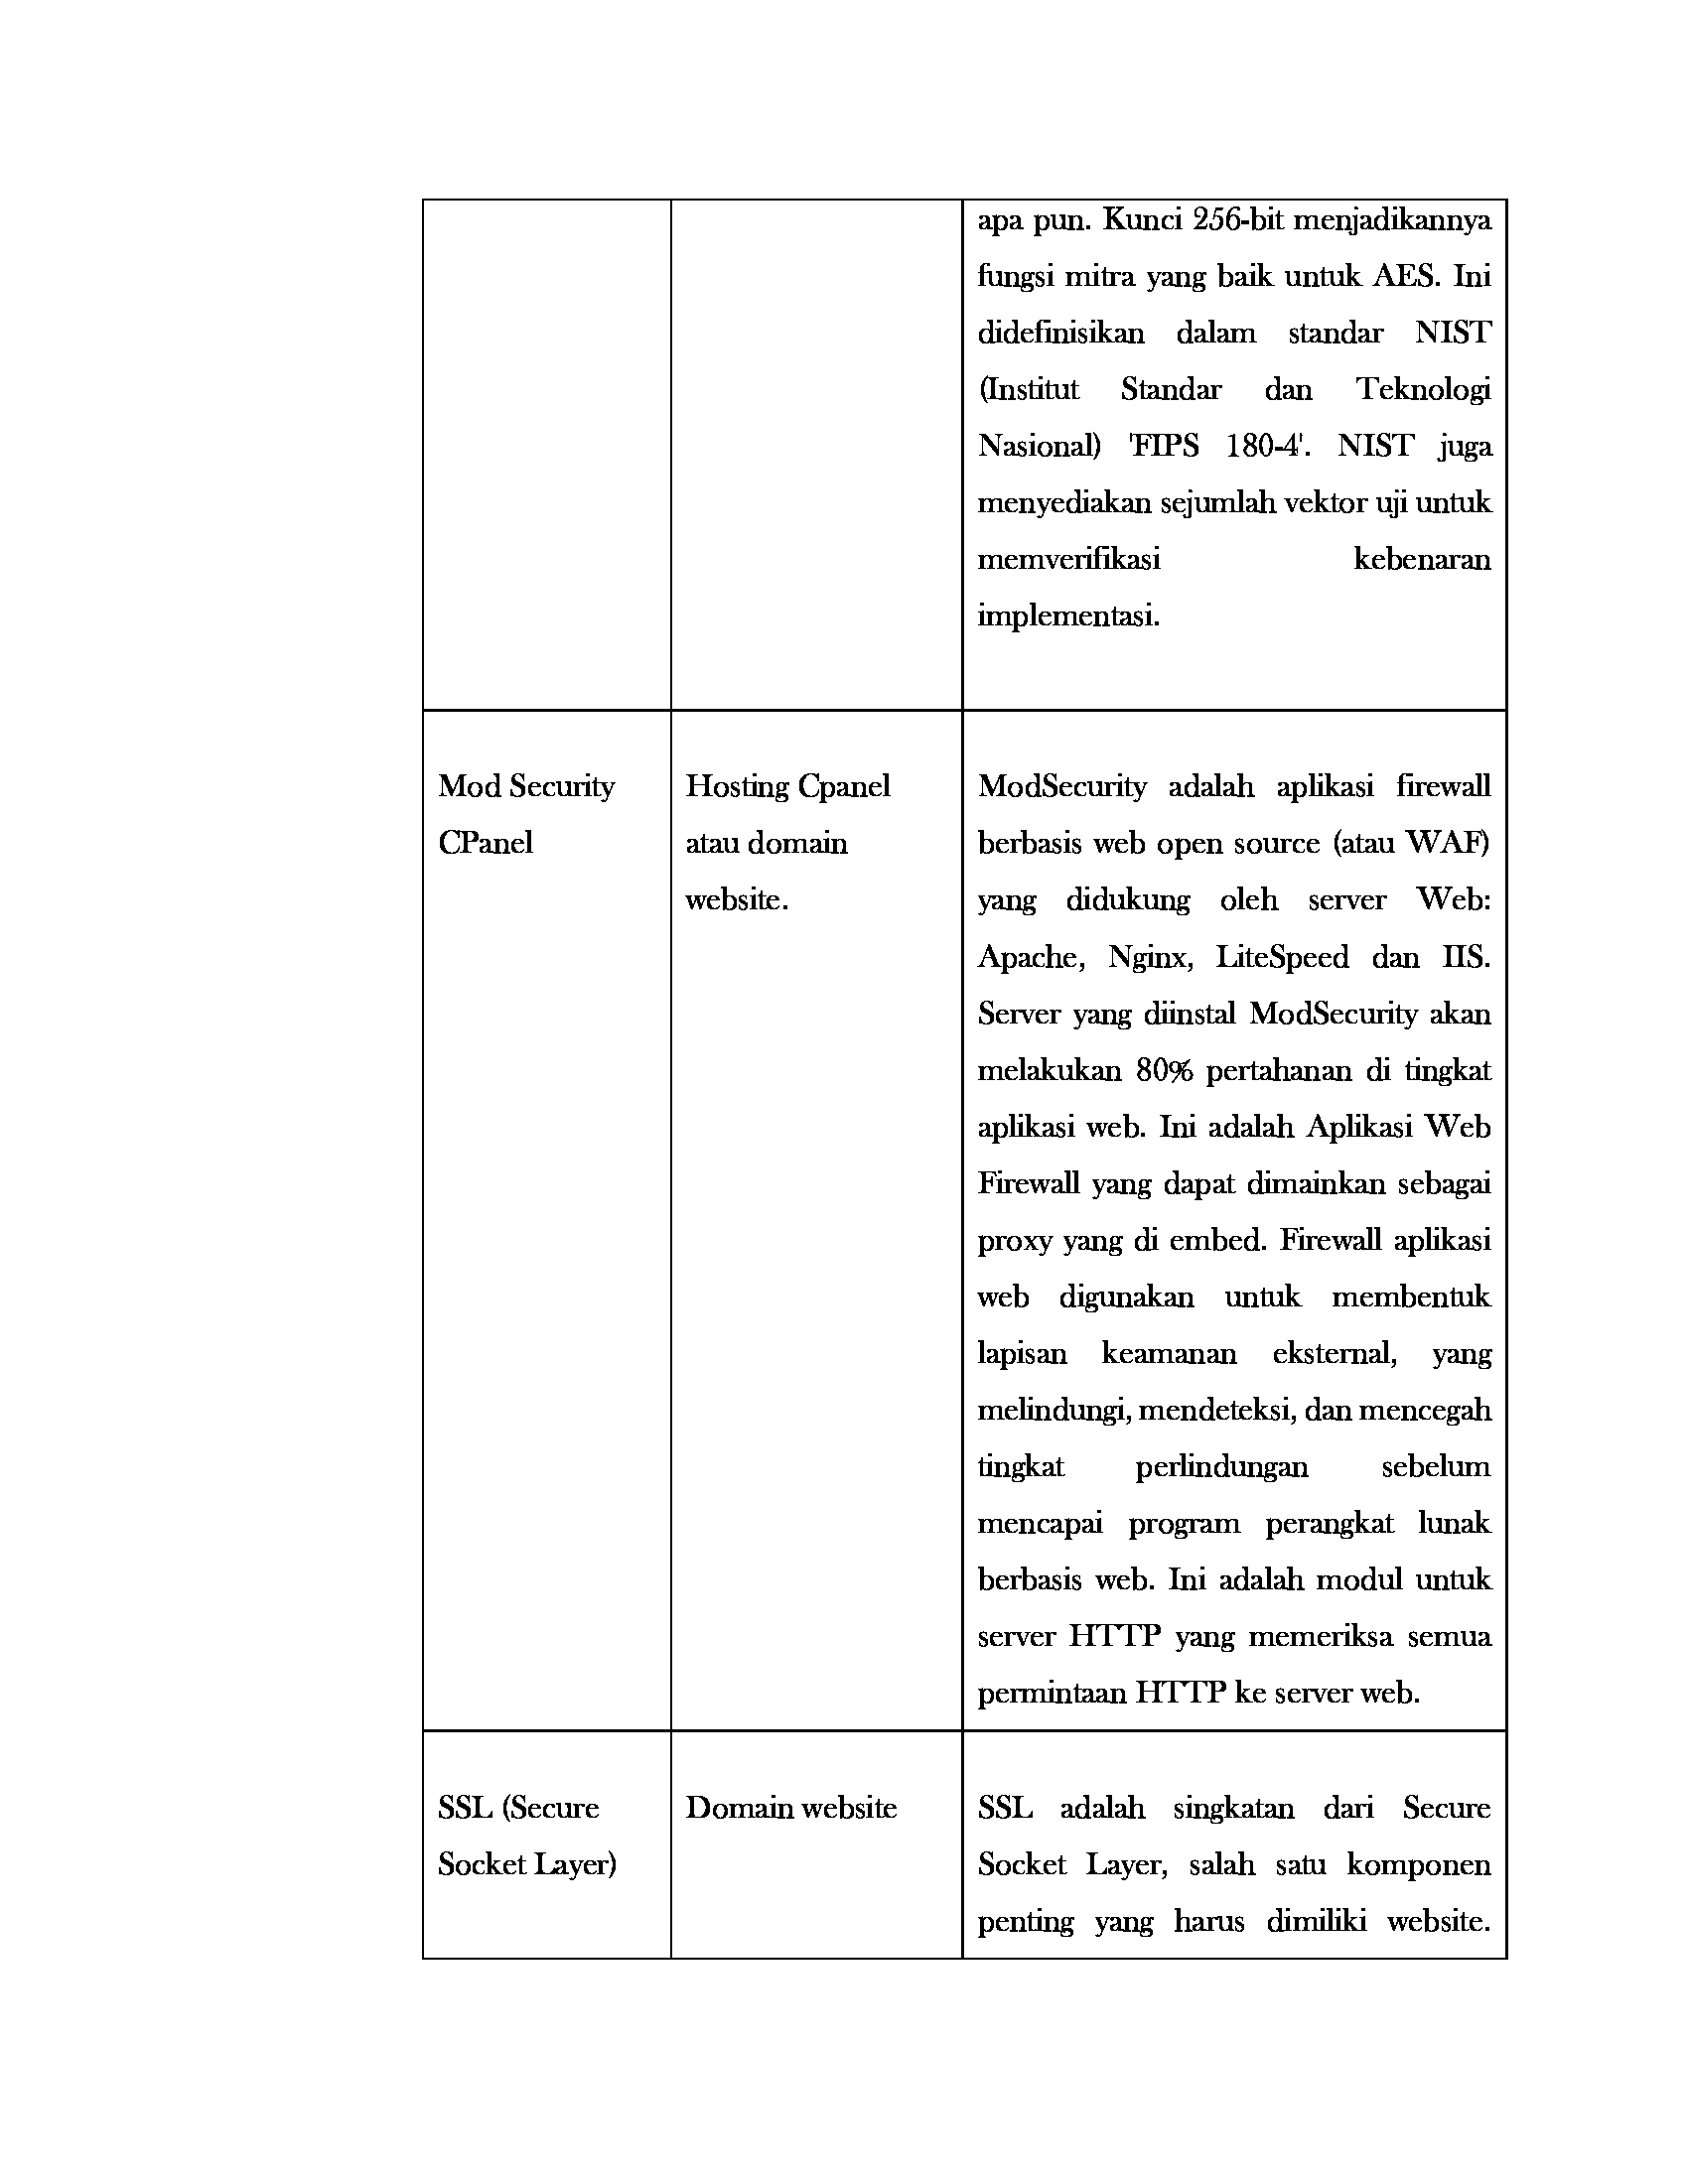 apa pun. Kunci 256-bit menjadikannya
fungsi mitra yang baik untuk AES. Ini
didefinisikan dalam standar NIST
(Institut Standar dan Teknologi
Nasional) 'FIPS 180-4'. NIST juga
menyediakan sejumlah vektor uji untuk
memverifikasi kebenaran
implementasi.
Mod Security
CPanel
Hosting Cpanel
atau domain
website.
ModSecurity adalah aplikasi firewall
berbasis web open source (atau WAF)
yang didukung oleh server Web:
Apache, Nginx, LiteSpeed dan IIS.
Server yang diinstal ModSecurity akan
melakukan 80% pertahanan di tingkat
aplikasi web. Ini adalah Aplikasi Web
Firewall yang dapat dimainkan sebagai
proxy yang di embed. Firewall aplikasi
web digunakan untuk membentuk
lapisan keamanan eksternal, yang
melindungi, mendeteksi, dan mencegah
tingkat perlindungan sebelum
mencapai program perangkat lunak
berbasis web. Ini adalah modul untuk
server HTTP yang memeriksa semua
permintaan HTTP ke server web.
SSL (Secure
Socket Layer)
Domain website
SSL adalah singkatan dari Secure
Socket Layer, salah satu komponen
penting yang harus dimiliki website.